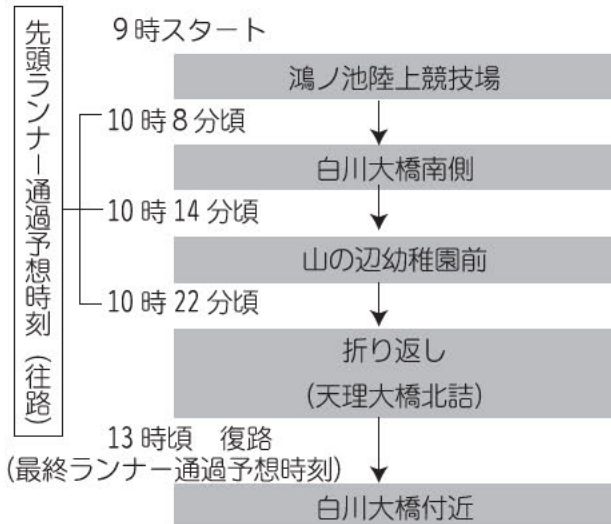 先頭ランナー通過予想時刻（往路）
9時スタート
鴻ノ池陸上競技場
10時8分頃
白川大橋南側
10時14分頃
山の辺幼稚園前
10時22分頃
折り返し
(天理大橋北詰)
13時頃　復路
(最終ランナー通過予想時刻)
白川大橋付近